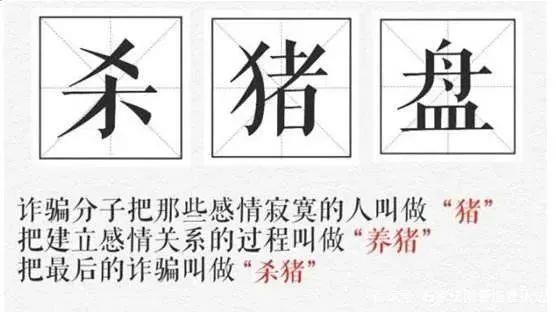 杀猪盘
诈骗分子把那些感情寂寞的人叫做“猪”
把建立感情关系的过程叫做“养猪”
把最后的诈骗叫做“杀猪”